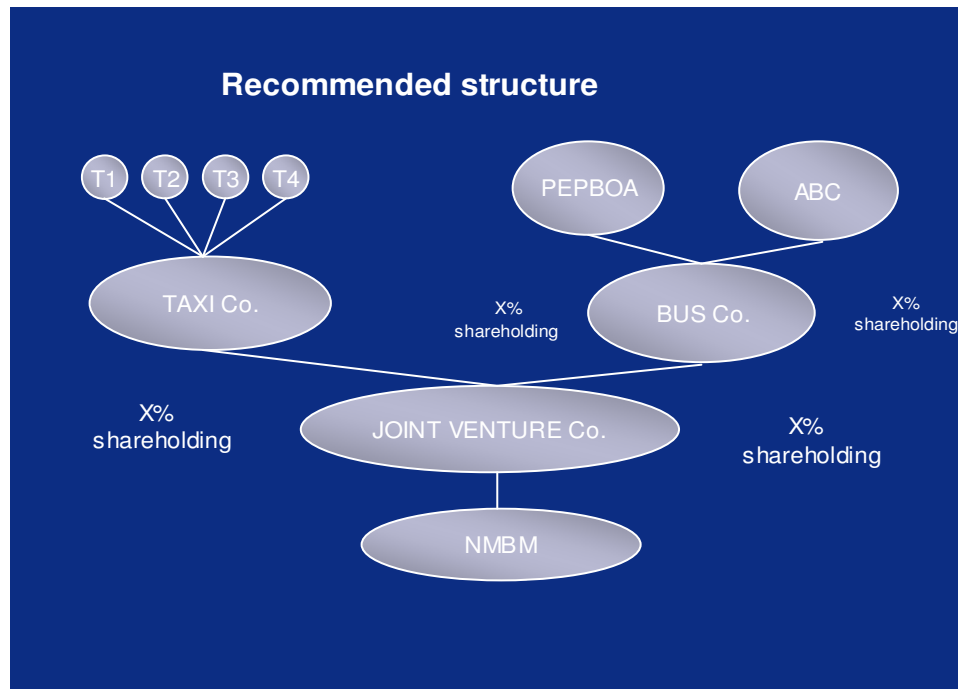 Recommended structure
T1 T2 T3 T4
PEPBOA
ABC
TAXI Co.
X%
shareholding
BUS Co.
X%
shareholding
X%
shareholding
JOINT VENTURE Co.
X%
shareholding
NMBM